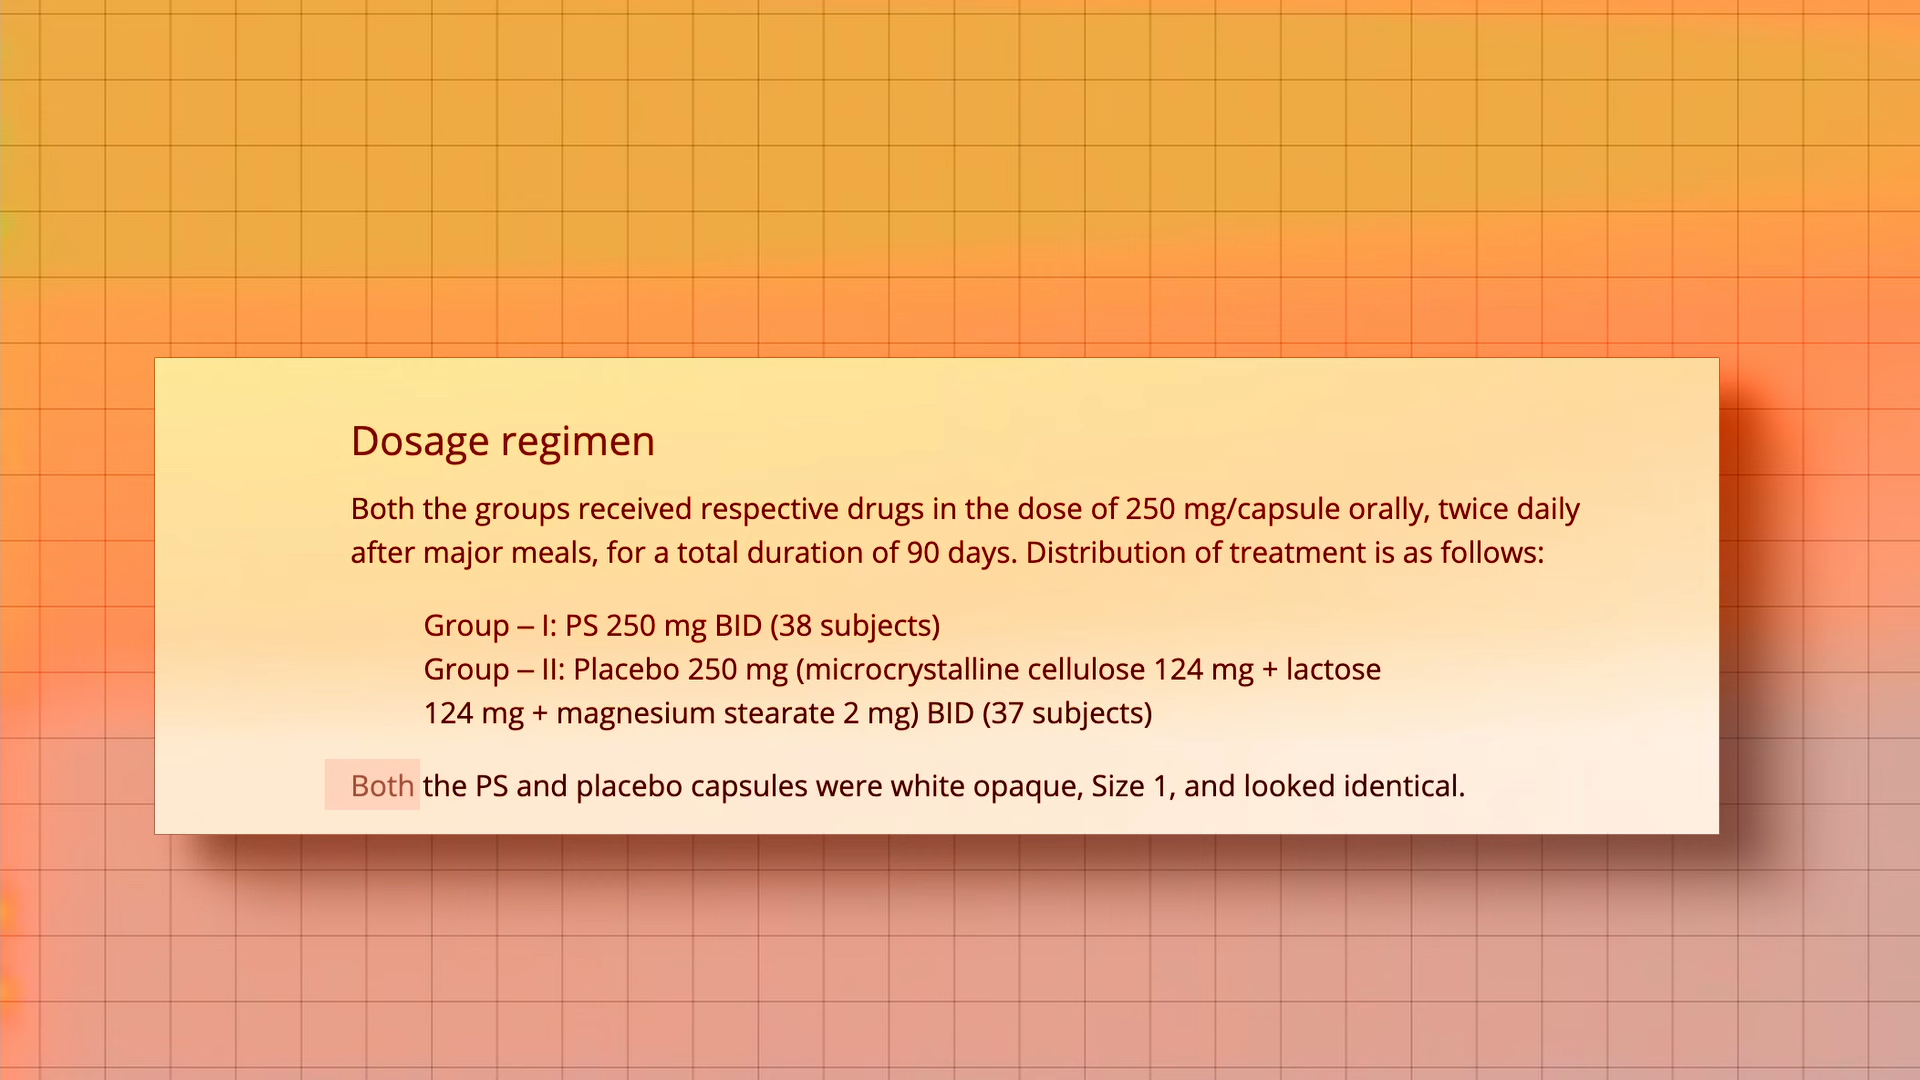 Dosage regimen
Both the groups received respective drugs in the dose of 250 mg/capsule orally, twice daily
after major meals, for a total duration of 90 days. Distribution of treatment is as follows:
Group – I: PS 250 mg BID (38 subjects)
Group – II: Placebo 250 mg (microcrystalline cellulose 124 mg + lactose
124 mg + magnesium stearate 2 mg) BID (37 subjects)
Both the PS and placebo capsules were white opaque, Size 1, and looked identical.